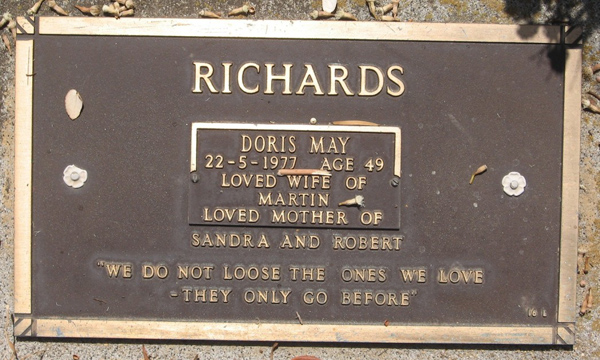 RICHARDS
DORIS MAY
22-5-1977 AGE 49
LOVED WIFE OF
MARTIN
LOVED MOTHER OF
SANDRA AND ROBERT
"WE DO NOT LOOSE THE ONES WE LOVE
- THEY ONLY GO BEFORE"